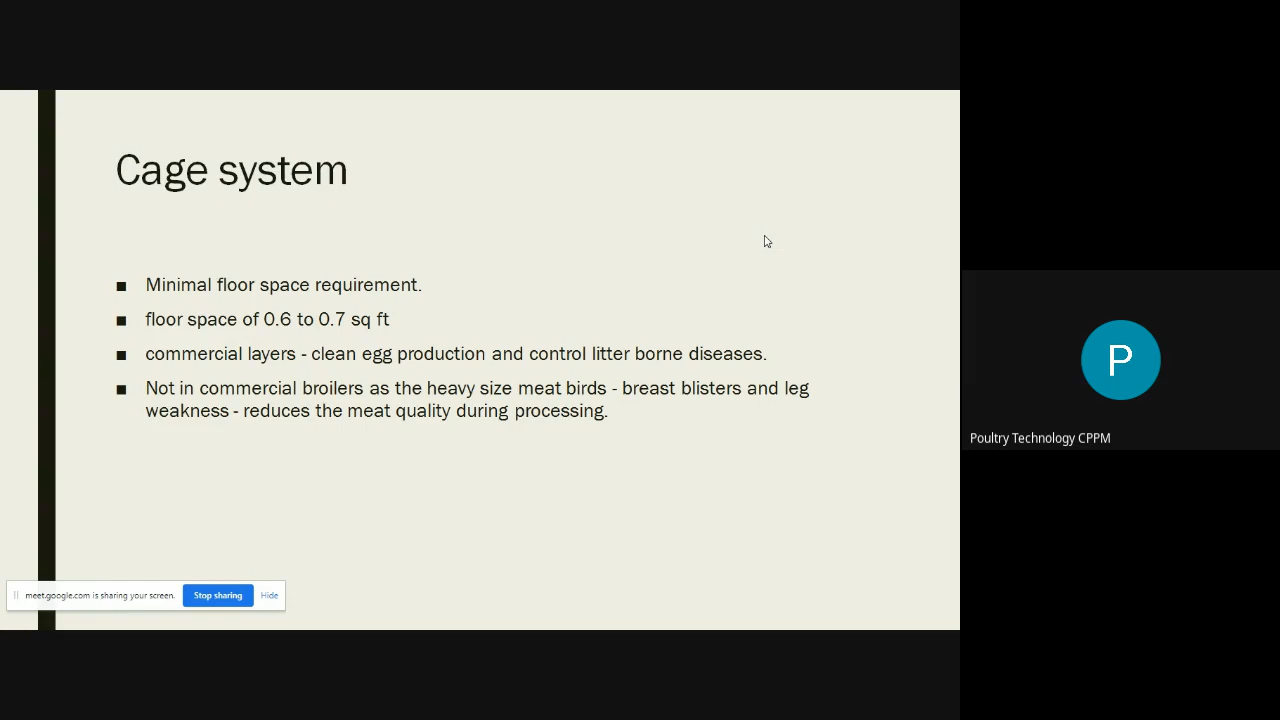 Cage system
■ Minimal floor space requirement.
■ floor space of 0.6 to 0.7 sq ft
■ commercial layers - clean egg production and control litter borne diseases.
■ Not in commercial broilers as the heavy size meat birds - breast blisters and leg
weakness - reduces the meat quality during processing.
P
Poultry Technology CPPM
meet.google.com is sharing your screen. Stop sharing Hide